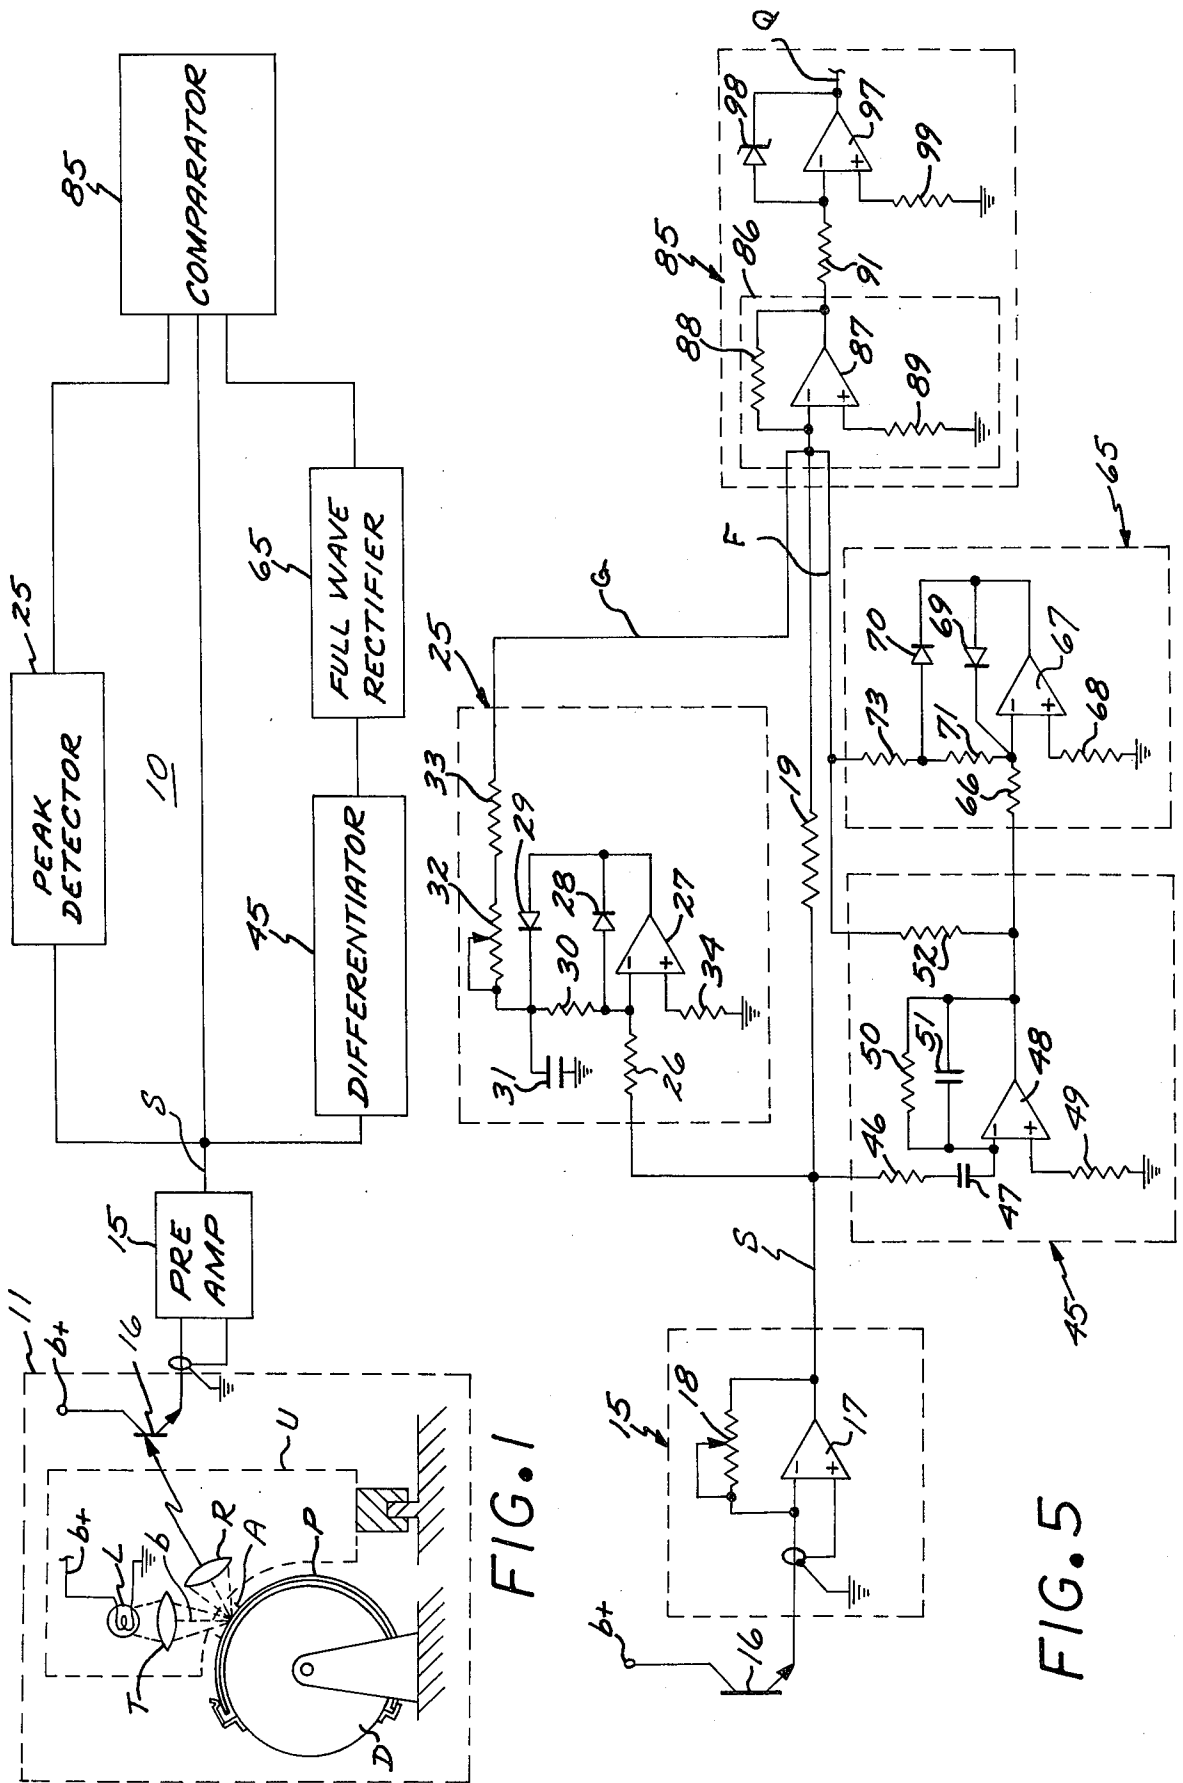 11
b+
16
15
PRE
AMP
S
10
25
PEAK
DETECTOR
45
DIFFERENTIATOR
65
FULL WAVE
RECTIFIER
85
COMPARATOR
b+
L
T
b
R
A
P
U
D
FIG. 1
b+
16
15
18
17
S
25
31
26
30
32
33
29
28
27
34
G
19
F
45
46
47
50
51
52
48
49
65
66
73
71
70
69
67
68
85
86
88
87
89
91
98
97
99
Q
FIG. 5